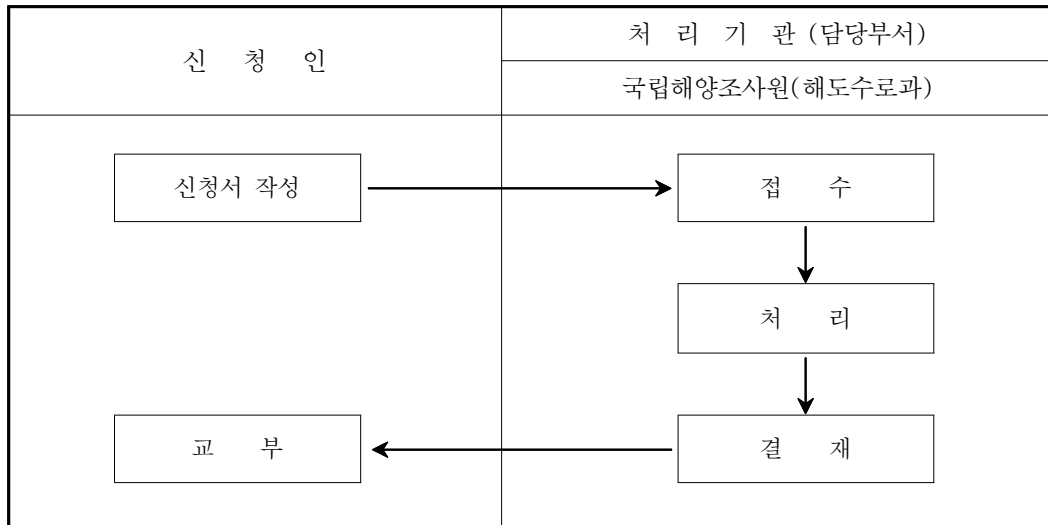 신 청 인
처 리 기 관 (담당부서)
국립해양조사원(해도수로과)
신청서 작성
접 수
처 리
교 부
결 재